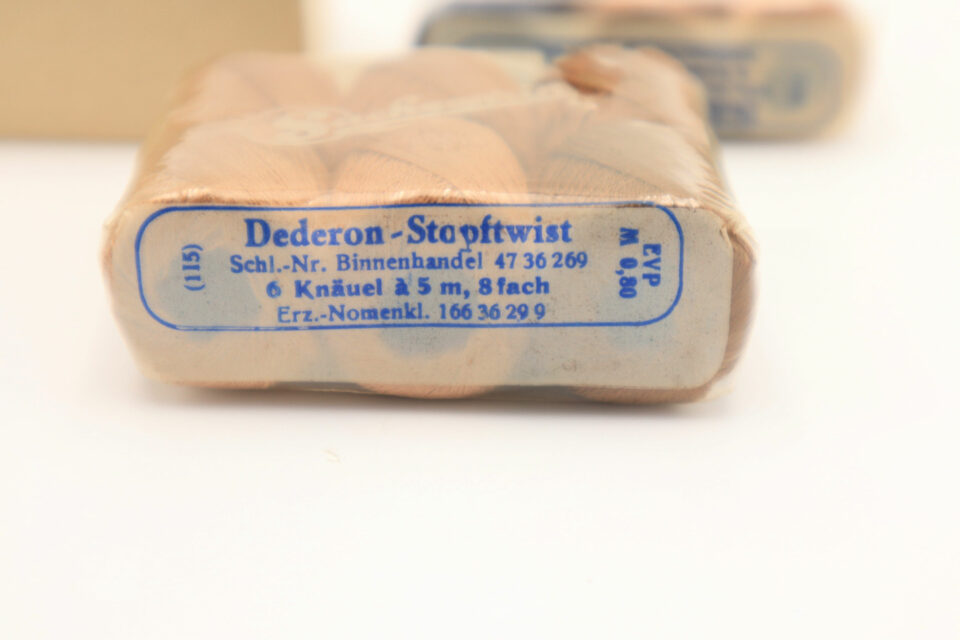 (115)
Dederon-Stopftwist
Schl.-Nr. Binnenhandel 47 36 269
6 Knäuel à 5 m, 8fach
Erz.-Nomenkl. 166 36 29 9
EVP
M 0,80